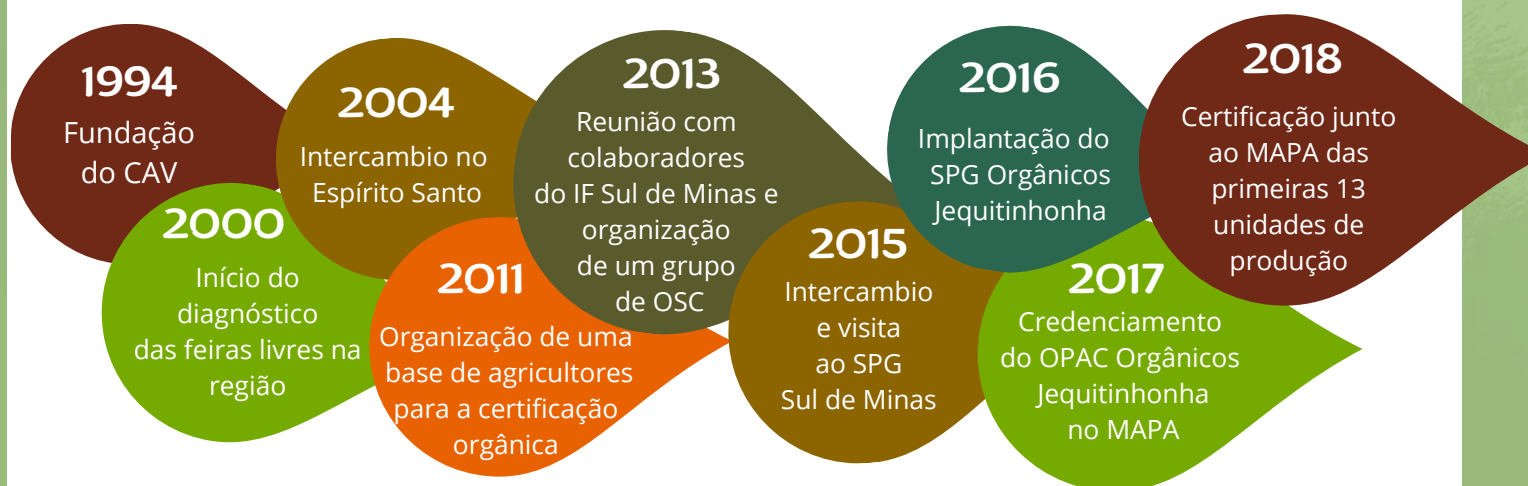 1994
Fundação
do CAV
2000
Início do
diagnóstico
das feiras livres na
região
2004
Intercambio no
Espírito Santo
2011
Organização de uma
base de agricultores
para a certificação
orgânica
2013
Reunião com
colaboradores
do IF Sul de Minas e
organização
de um grupo
de OSC
2015
Intercambio
e visita
ao SPG
Sul de Minas
2016
Implantação do
SPG Orgânicos
Jequitinhonha
2017
Credenciamento
do OPAC Orgânicos
Jequitinhonha
no MAPA
2018
Certificação junto
ao MAPA das
primeiras 13
unidades de
produção